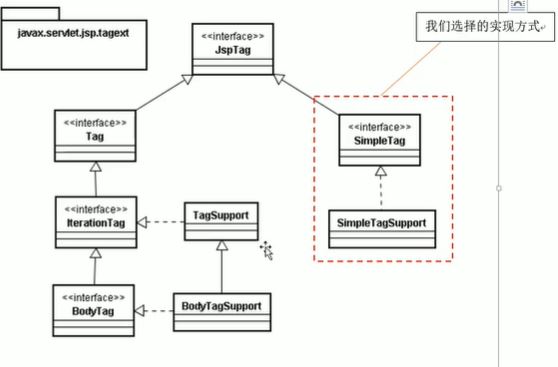 javax.servlet.jsp.tagext
<<interface>>
JspTag
我们选择的实现方式
<<interface>>
Tag
<<interface>>
SimpleTag
<<interface>>
IterationTag
TagSupport
SimpleTagSupport
<<interface>>
BodyTag
BodyTagSupport